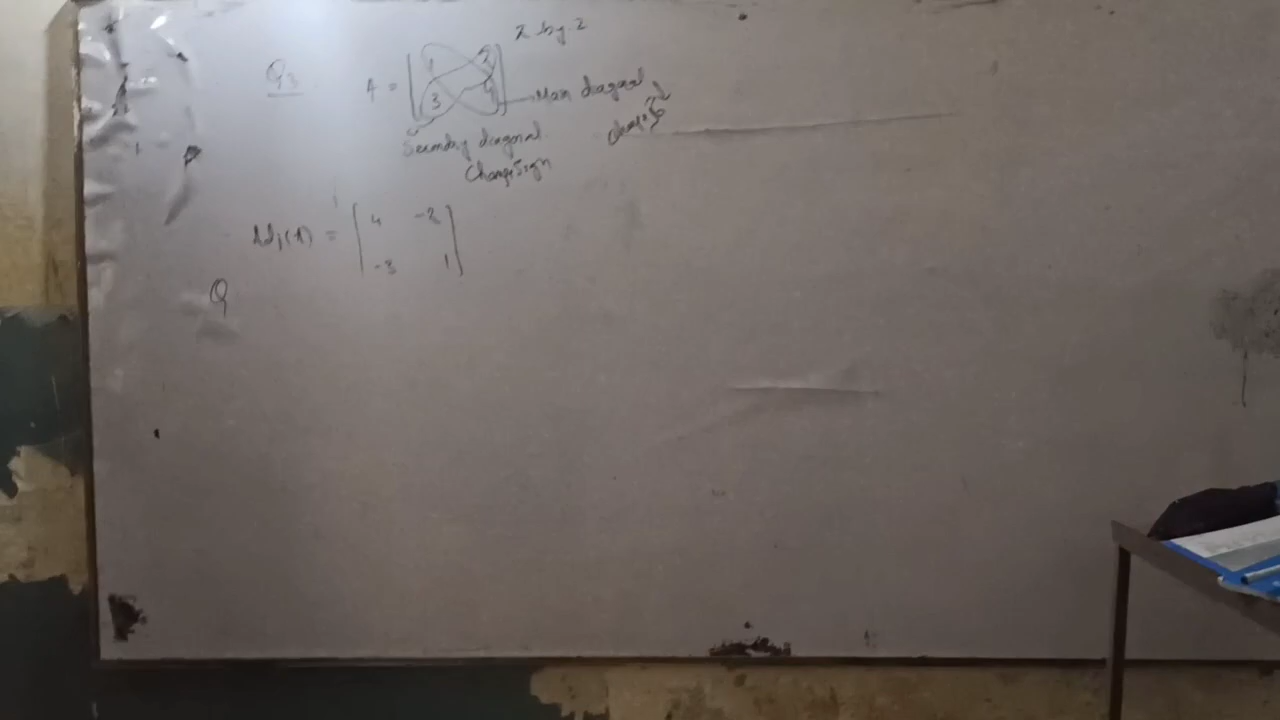 2 by 2
Q3 A = [1 2
3 4] Main diagonal
Secondary diagonal
Change Sign
Adj(A) = [4 -2
-3 1]
Q